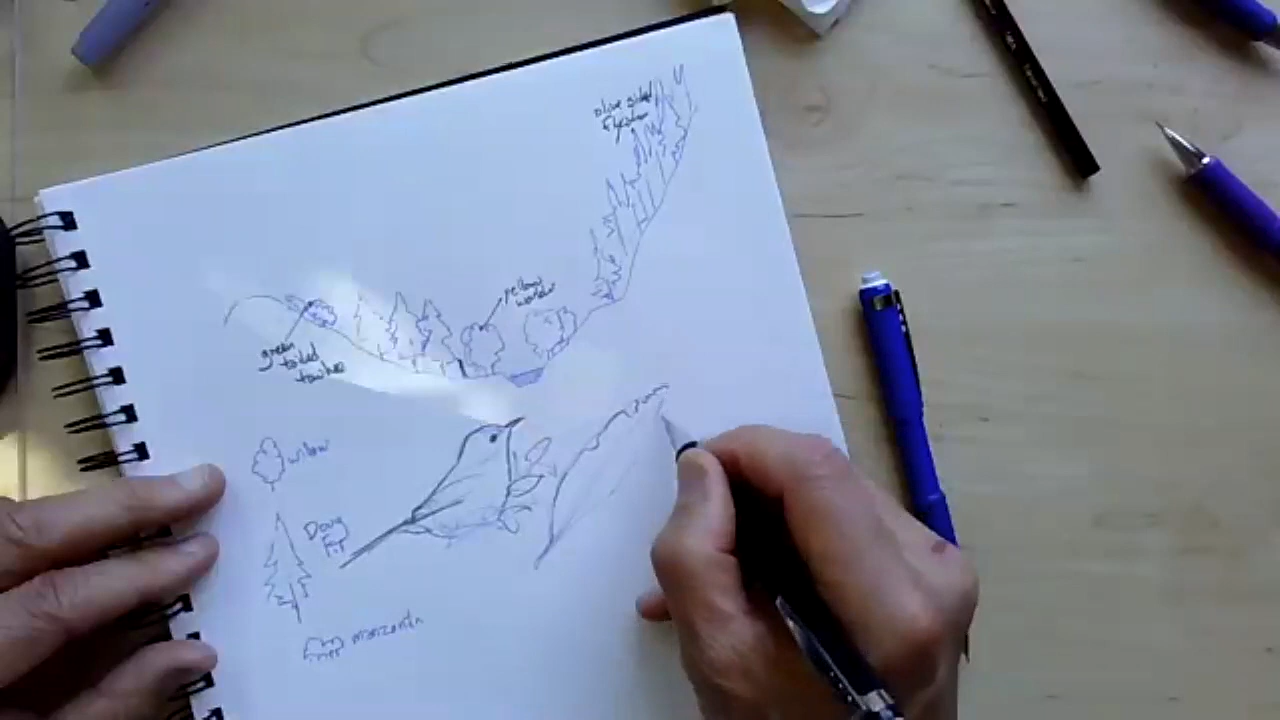 olive sided
flycatcher
yellow
warbler
green
tailed
towhee
willow
Doug
Fir
manzanita